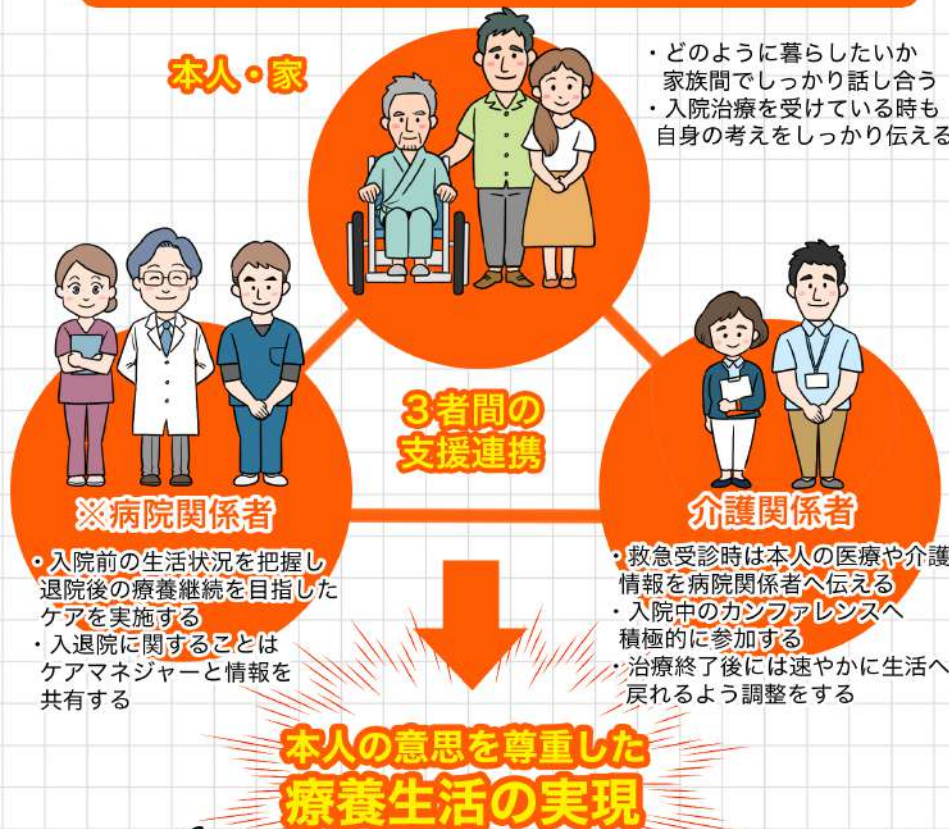 本人・家
・どのように暮らしたいか
家族間でしっかり話し合う
・入院治療を受けている時も
自身の考えをしっかり伝える
3者間の
支援連携
※病院関係者
・入院前の生活状況を把握し
退院後の療養継続を目指した
ケアを実施する
・入退院に関することは
ケアマネジャーと情報を
共有する
介護関係者
・救急受診時は本人の医療や介護
情報を病院関係者へ伝える
・入院中のカンファレンスへ
積極的に参加する
・治療終了後には速やかに生活へ
戻れるよう調整をする
本人の意思を尊重した
療養生活の実現